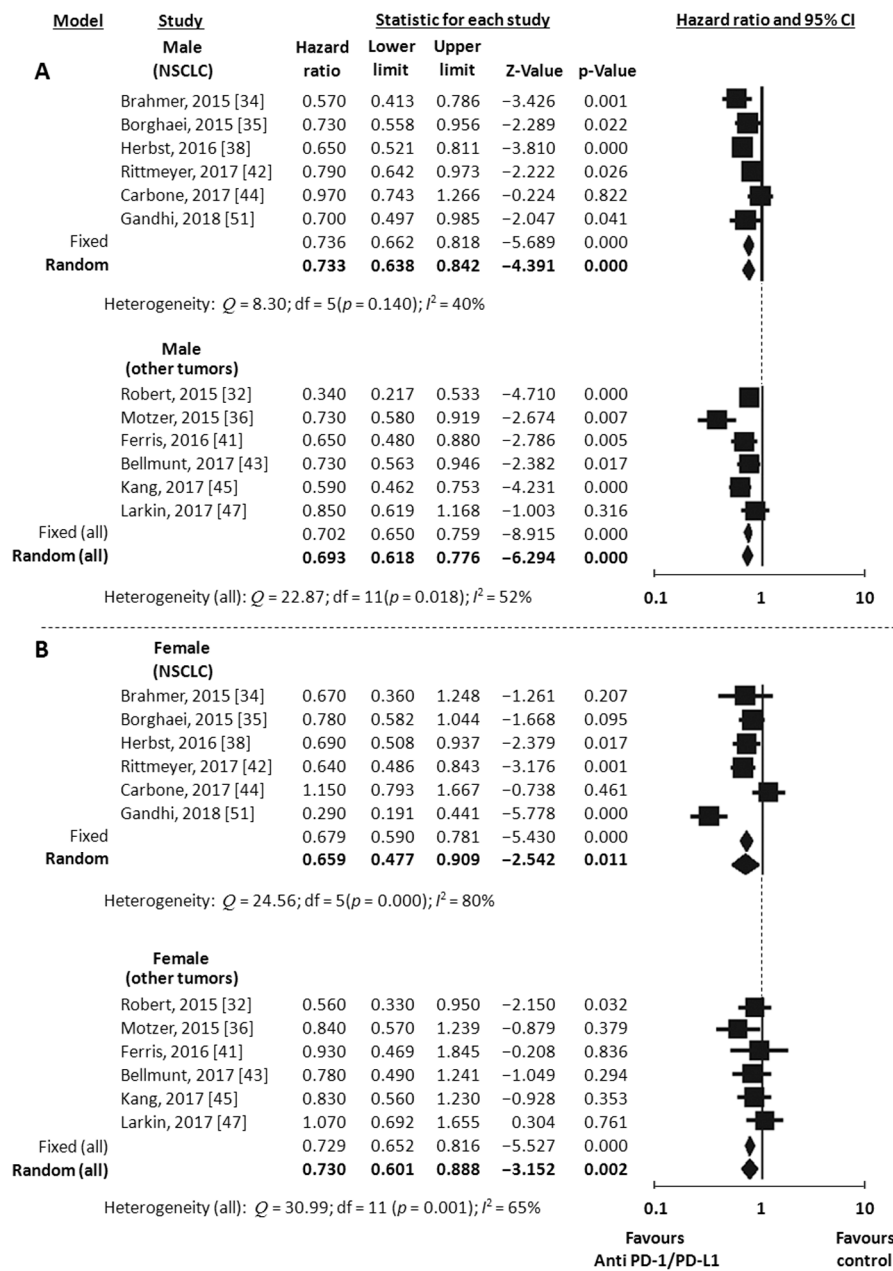 Model Study Statistic for each study Hazard ratio and 95% CI
A Male (NSCLC) Hazard ratio Lower limit Upper limit Z-Value p-Value
Brahmer, 2015 [34] 0.570 0.413 0.786 −3.426 0.001
Borghaei, 2015 [35] 0.730 0.558 0.956 −2.289 0.022
Herbst, 2016 [38] 0.650 0.521 0.811 −3.810 0.000
Rittmeyer, 2017 [42] 0.790 0.642 0.973 −2.222 0.026
Carbone, 2017 [44] 0.970 0.743 1.266 −0.224 0.822
Gandhi, 2018 [51] 0.700 0.497 0.985 −2.047 0.041
Fixed 0.736 0.662 0.818 −5.689 0.000
Random 0.733 0.638 0.842 −4.391 0.000
Heterogeneity: Q = 8.30; df = 5(p = 0.140); I² = 40%
Male
(other tumors)
Robert, 2015 [32] 0.340 0.217 0.533 −4.710 0.000
Motzer, 2015 [36] 0.730 0.580 0.919 −2.674 0.007
Ferris, 2016 [41] 0.650 0.480 0.880 −2.786 0.005
Bellmunt, 2017 [43] 0.730 0.563 0.946 −2.382 0.017
Kang, 2017 [45] 0.590 0.462 0.753 −4.231 0.000
Larkin, 2017 [47] 0.850 0.619 1.168 −1.003 0.316
Fixed (all) 0.702 0.650 0.759 −8.915 0.000
Random (all) 0.693 0.618 0.776 −6.294 0.000
Heterogeneity (all): Q = 22.87; df = 11(p = 0.018); I² = 52%
0.1 1 10
B Female
(NSCLC)
Brahmer, 2015 [34] 0.670 0.360 1.248 −1.261 0.207
Borghaei, 2015 [35] 0.780 0.582 1.044 −1.668 0.095
Herbst, 2016 [38] 0.690 0.508 0.937 −2.379 0.017
Rittmeyer, 2017 [42] 0.640 0.486 0.843 −3.176 0.001
Carbone, 2017 [44] 1.150 0.793 1.667 −0.738 0.461
Gandhi, 2018 [51] 0.290 0.191 0.441 −5.778 0.000
Fixed 0.679 0.590 0.781 −5.430 0.000
Random 0.659 0.477 0.909 −2.542 0.011
Heterogeneity: Q = 24.56; df = 5(p = 0.000); I² = 80%
Female
(other tumors)
Robert, 2015 [32] 0.560 0.330 0.950 −2.150 0.032
Motzer, 2015 [36] 0.840 0.570 1.239 −0.879 0.379
Ferris, 2016 [41] 0.930 0.469 1.845 −0.208 0.836
Bellmunt, 2017 [43] 0.780 0.490 1.241 −1.049 0.294
Kang, 2017 [45] 0.830 0.560 1.230 −0.928 0.353
Larkin, 2017 [47] 1.070 0.692 1.655 0.304 0.761
Fixed (all) 0.729 0.652 0.816 −5.527 0.000
Random (all) 0.730 0.601 0.888 −3.152 0.002
Heterogeneity (all): Q = 30.99; df = 11 (p = 0.001); I² = 65%
0.1 1 10
Favours Favours
Anti PD-1/PD-L1 control